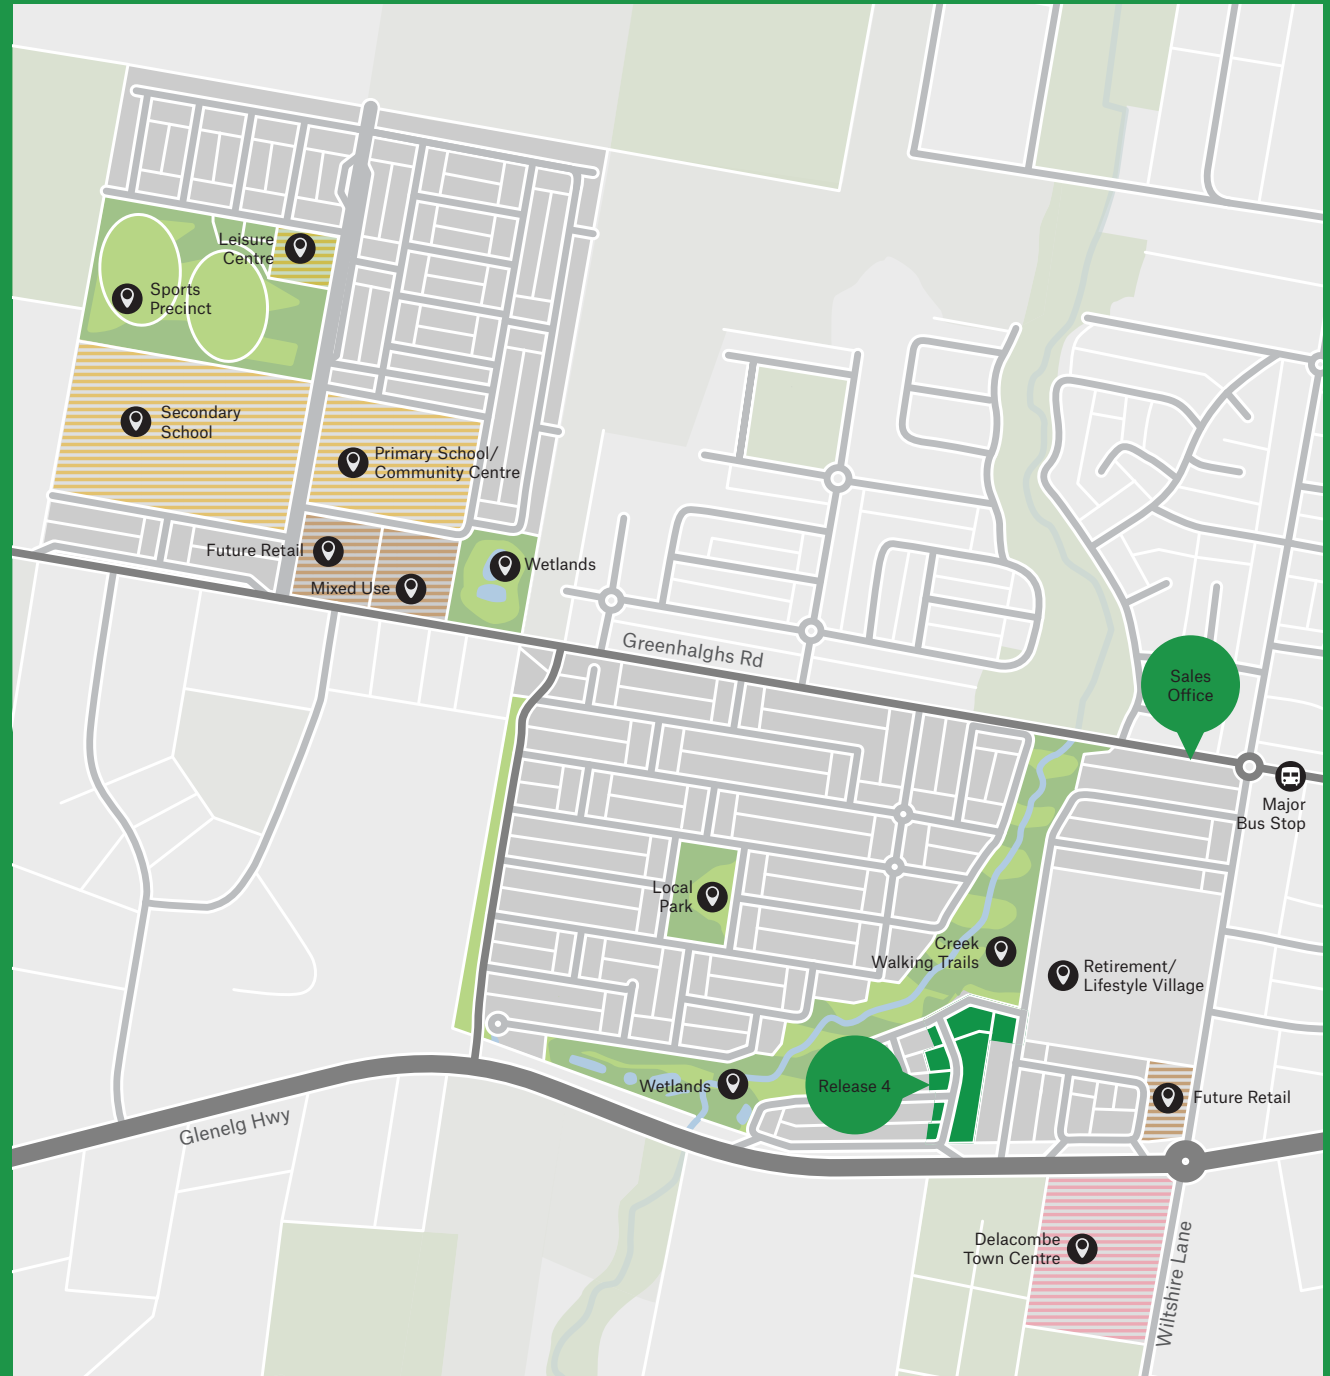 Leisure
Centre
Sports
Precinct
Secondary
School
Primary School/
Community Centre
Future Retail
Mixed Use
Wetlands
Greenhalghs Rd
Sales
Office
Major
Bus Stop
Local
Park
Creek
Walking Trails
Retirement/
Lifestyle Village
Wetlands
Release 4
Future Retail
Glenelg Hwy
Delacombe
Town Centre
Wiltshire Lane